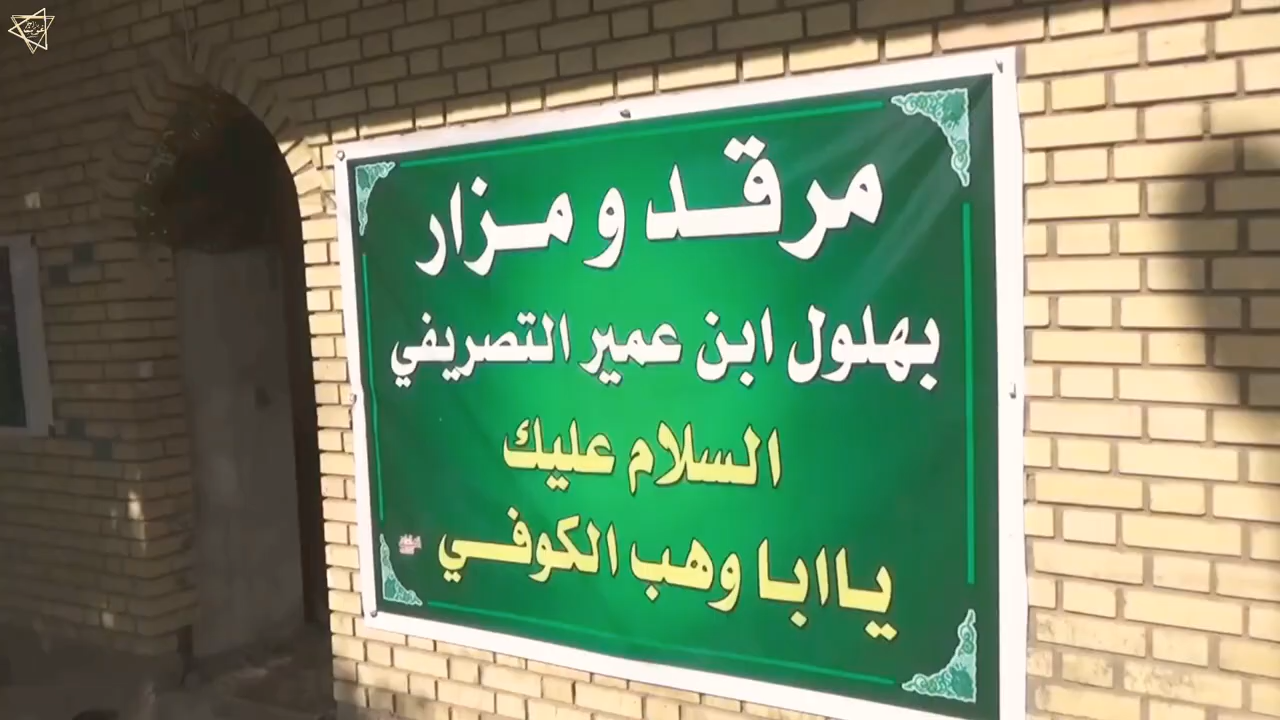 مرقد و مزار
بهلول ابن عمير التصريفي
السلام عليك
ياابا وهب الكوفي